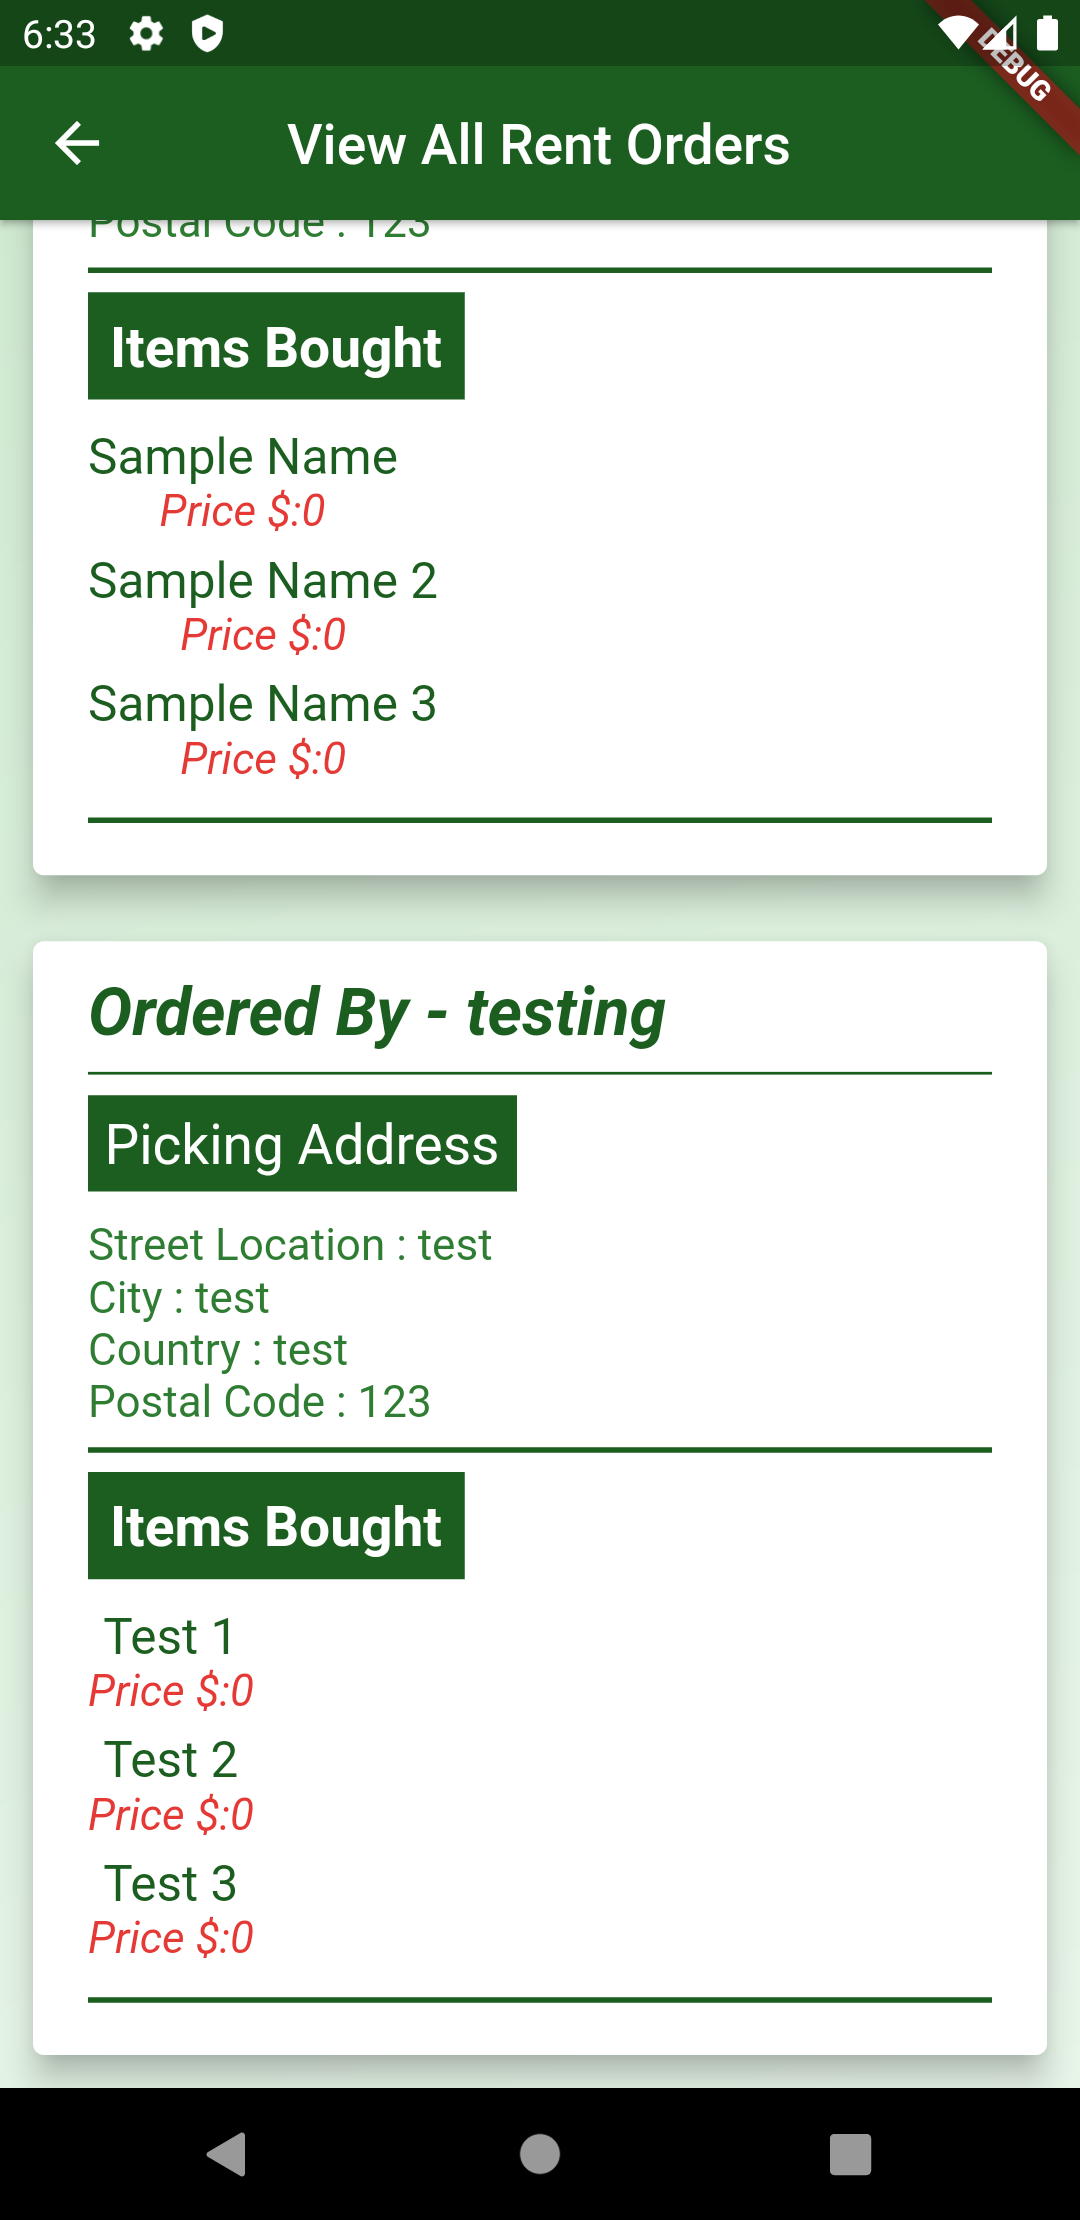 6:33
DEBUG
View All Rent Orders
Postal Code : 123
Items Bought
Sample Name
Price $:0
Sample Name 2
Price $:0
Sample Name 3
Price $:0
Ordered By - testing
Picking Address
Street Location : test
City : test
Country : test
Postal Code : 123
Items Bought
Test 1
Price $:0
Test 2
Price $:0
Test 3
Price $:0